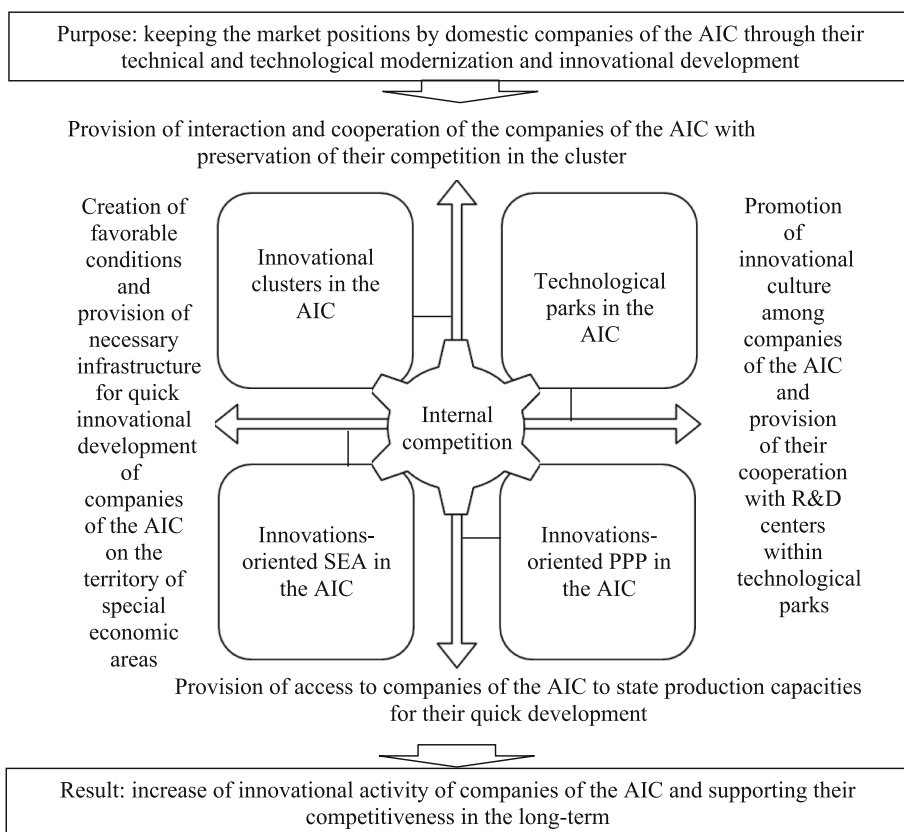 Purpose: keeping the market positions by domestic companies of the AIC through their
technical and technological modernization and innovational development
Provision of interaction and cooperation of the companies of the AIC with
preservation of their competition in the cluster
Creation of
favorable
conditions
and
provision of
necessary
infrastructure
for quick
innovational
development
of
companies
of the AIC
on the
territory of
special
economic
areas
Innovational
clusters in the
AIC
Technological
parks in the
AIC
Internal
competition
Innovations-
oriented SEA in
the AIC
Innovations-
oriented PPP in
the AIC
Promotion
of
innovational
culture
among
companies
of the AIC
and
provision
of their
cooperation
with R&D
centers
within
technological
parks
Provision of access to companies of the AIC to state production capacities
for their quick development
Result: increase of innovational activity of companies of the AIC and supporting their
competitiveness in the long-term